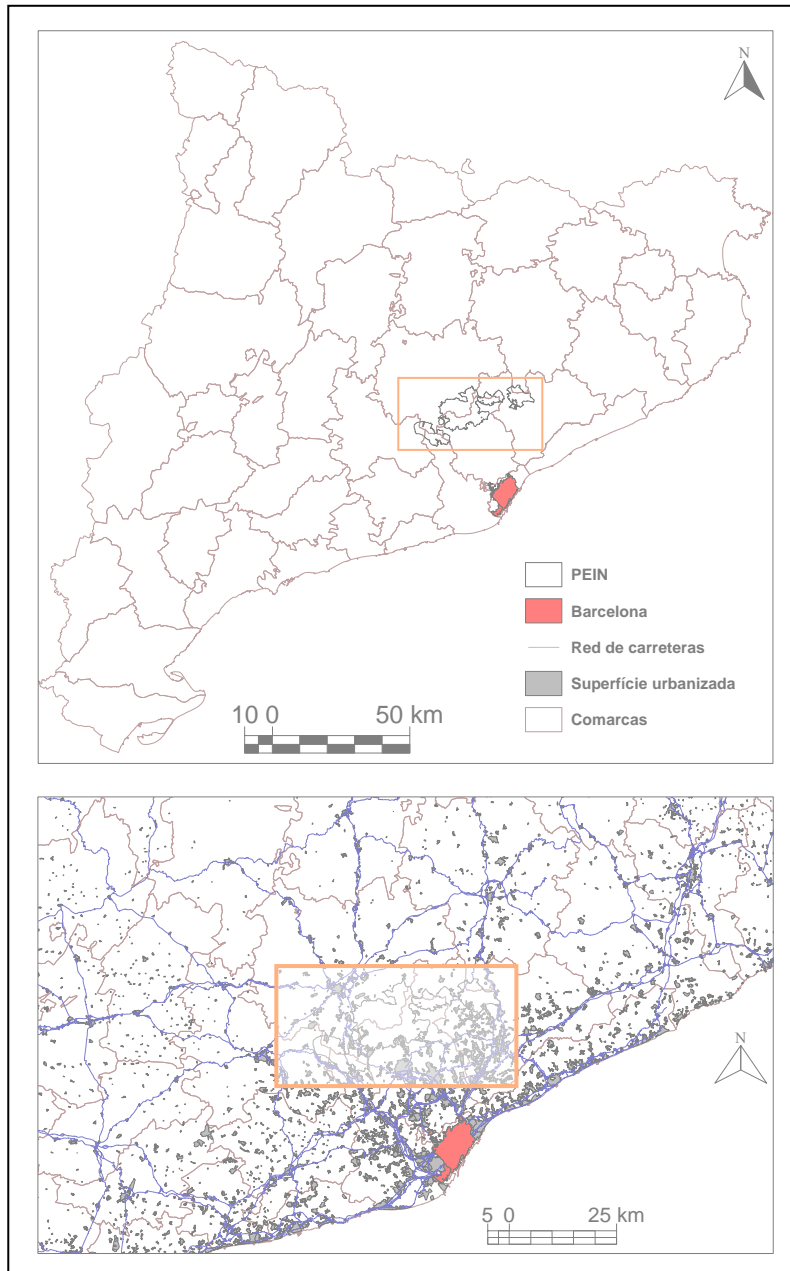 N
PEIN
Barcelona
Red de carreteras
Superfície urbanizada
Comarcas
10 0 50 km
N
5 0 25 km